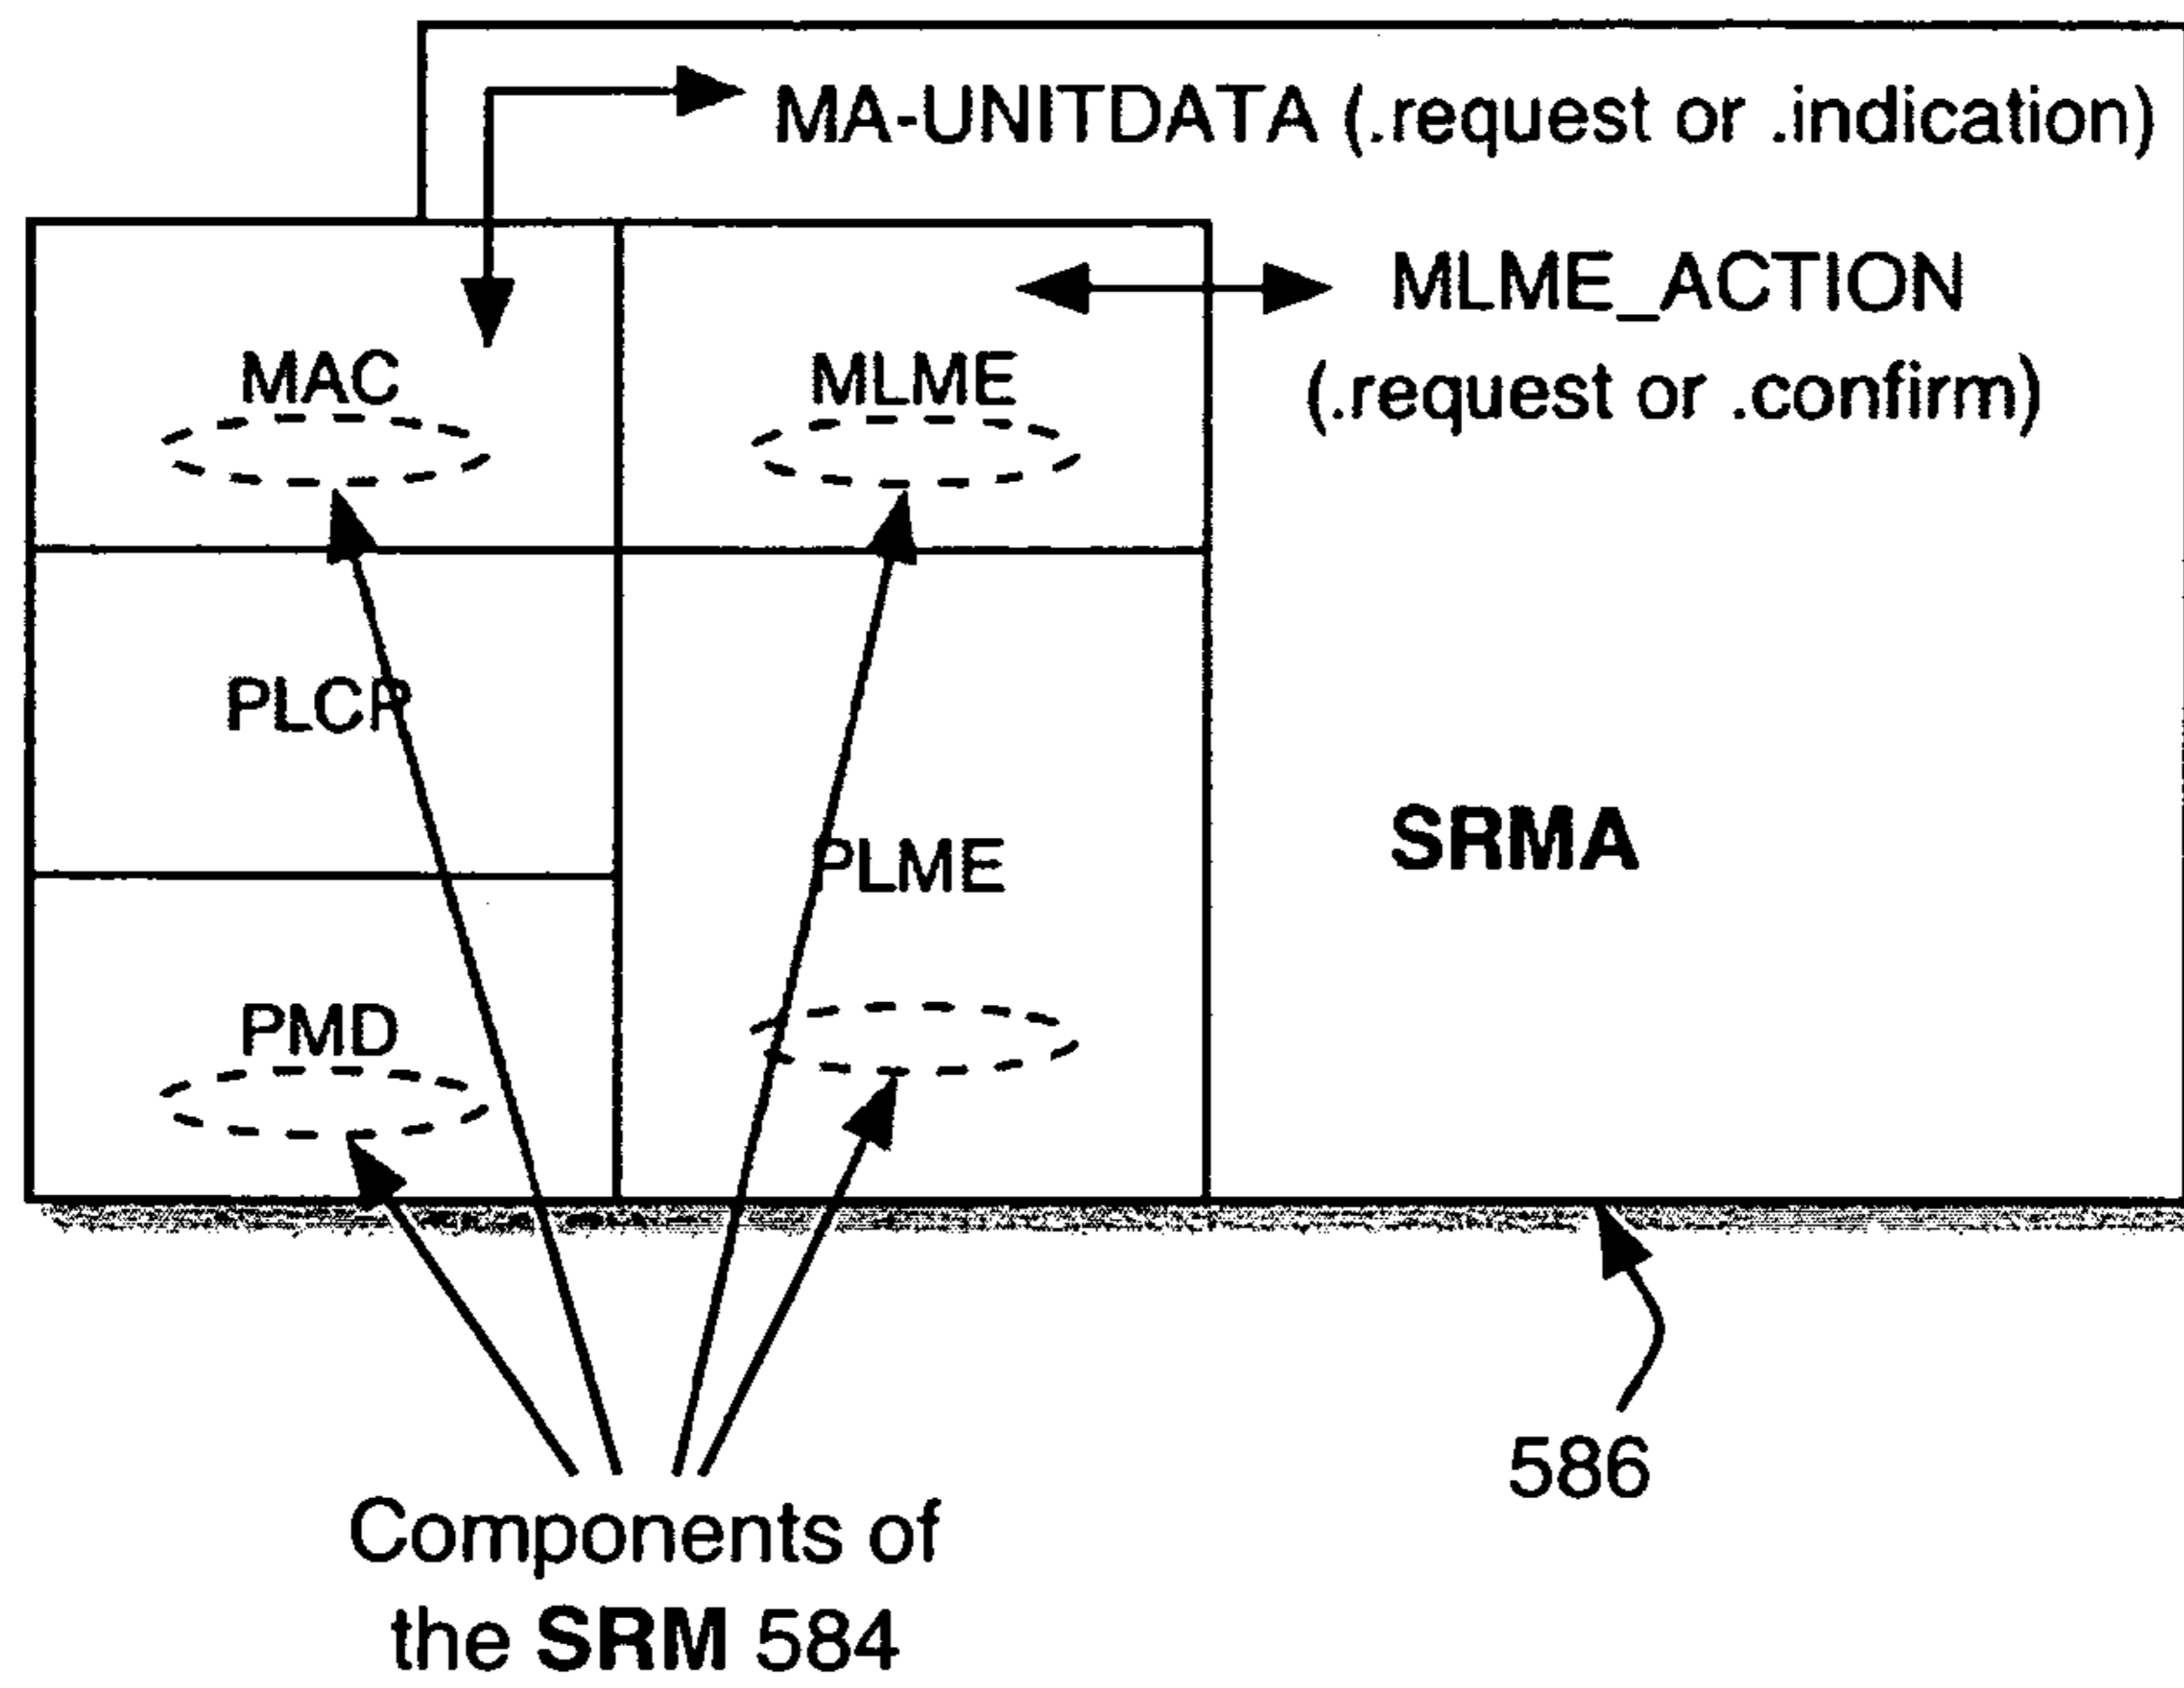 MA-UNITDATA (.request or .indication)
MLME_ACTION
(.request or .confirm)
MAC
MLME
PLCP
PLME
SRMA
PMD
586
Components of
the SRM 584